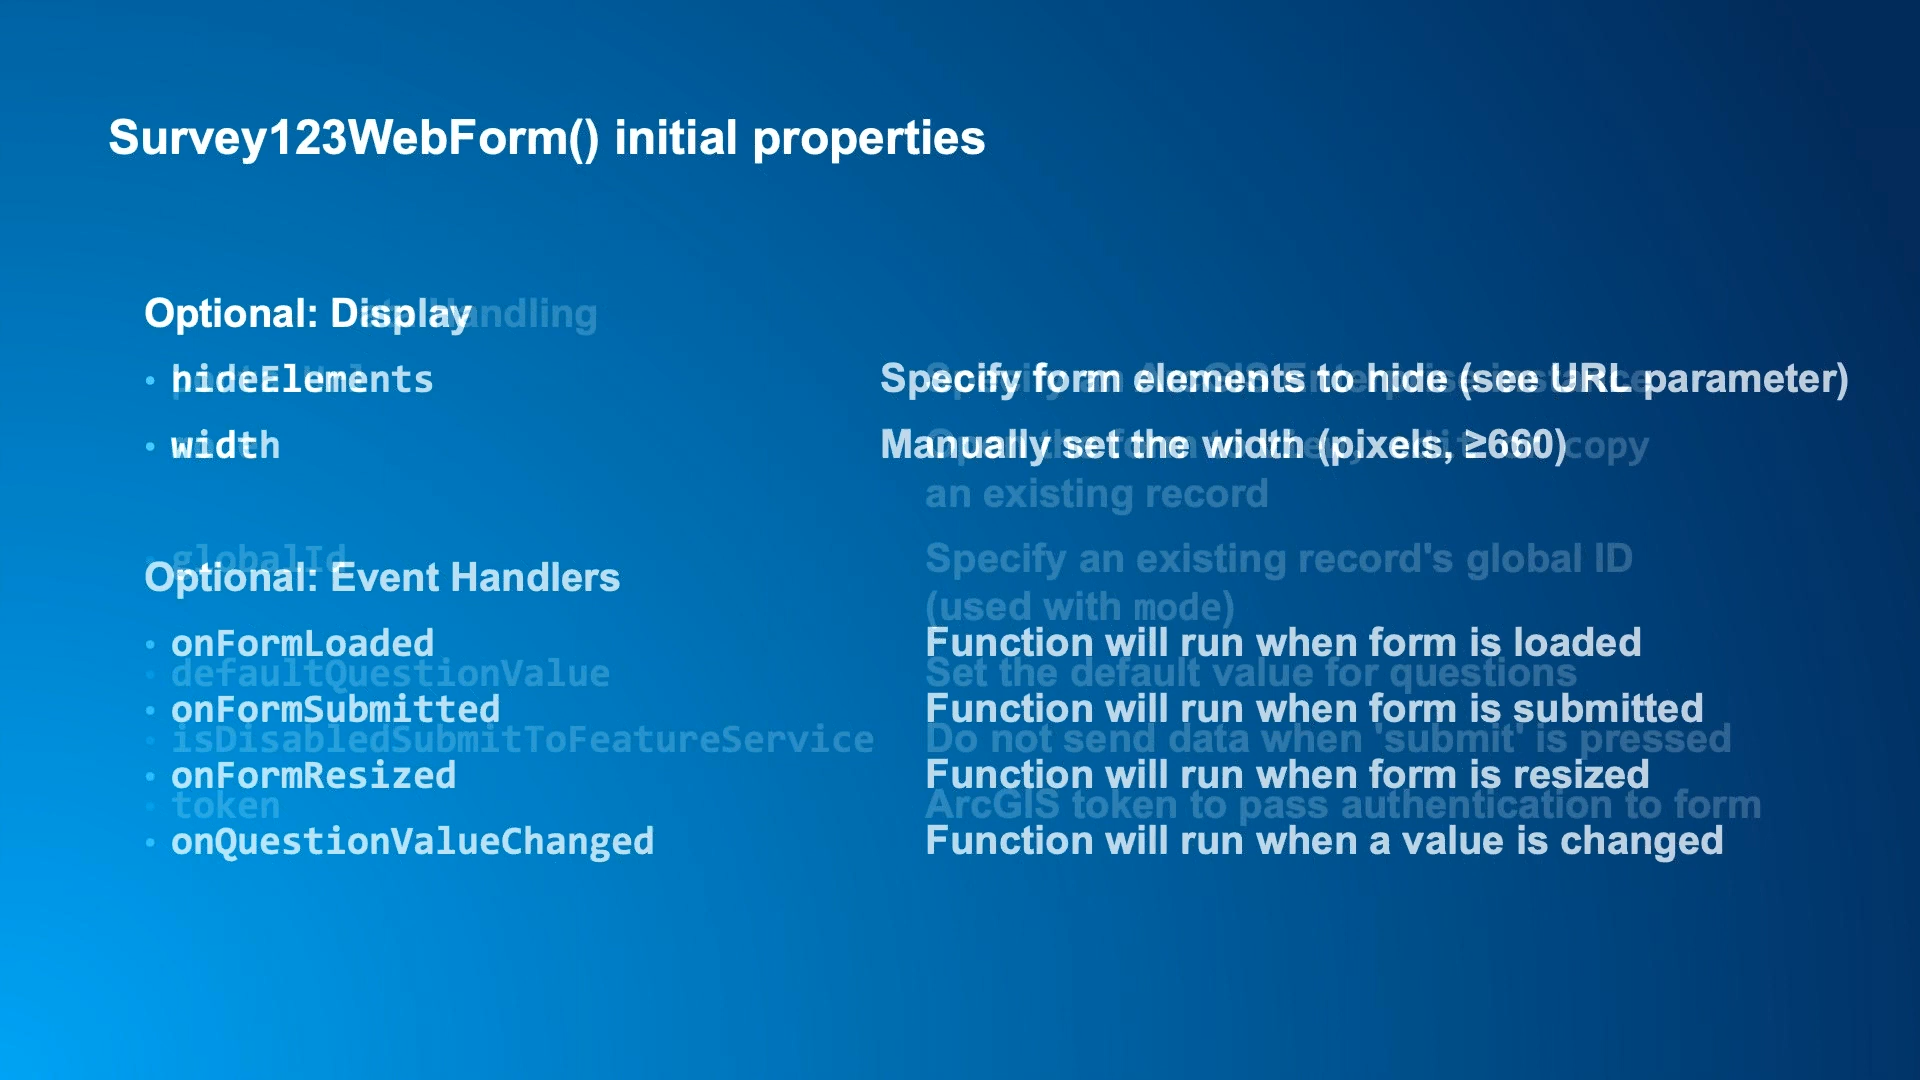 Survey123WebForm() initial properties
Optional: Display
Handling
• hideElements Specify form elements to hide (see URL parameter)
• width Manually set the width (pixels, ≥660)
copy
an existing record
• globalId Specify an existing record's global ID
(used with mode)
Optional: Event Handlers
• onFormLoaded Function will run when form is loaded
• defaultQuestionValue Set the default value for questions
• onFormSubmitted Function will run when form is submitted
• isDisabledSubmitToFeatureService Do not send data when 'submit' is pressed
• onFormResized Function will run when form is resized
• token ArcGIS token to pass authentication to form
• onQuestionValueChanged Function will run when a value is changed